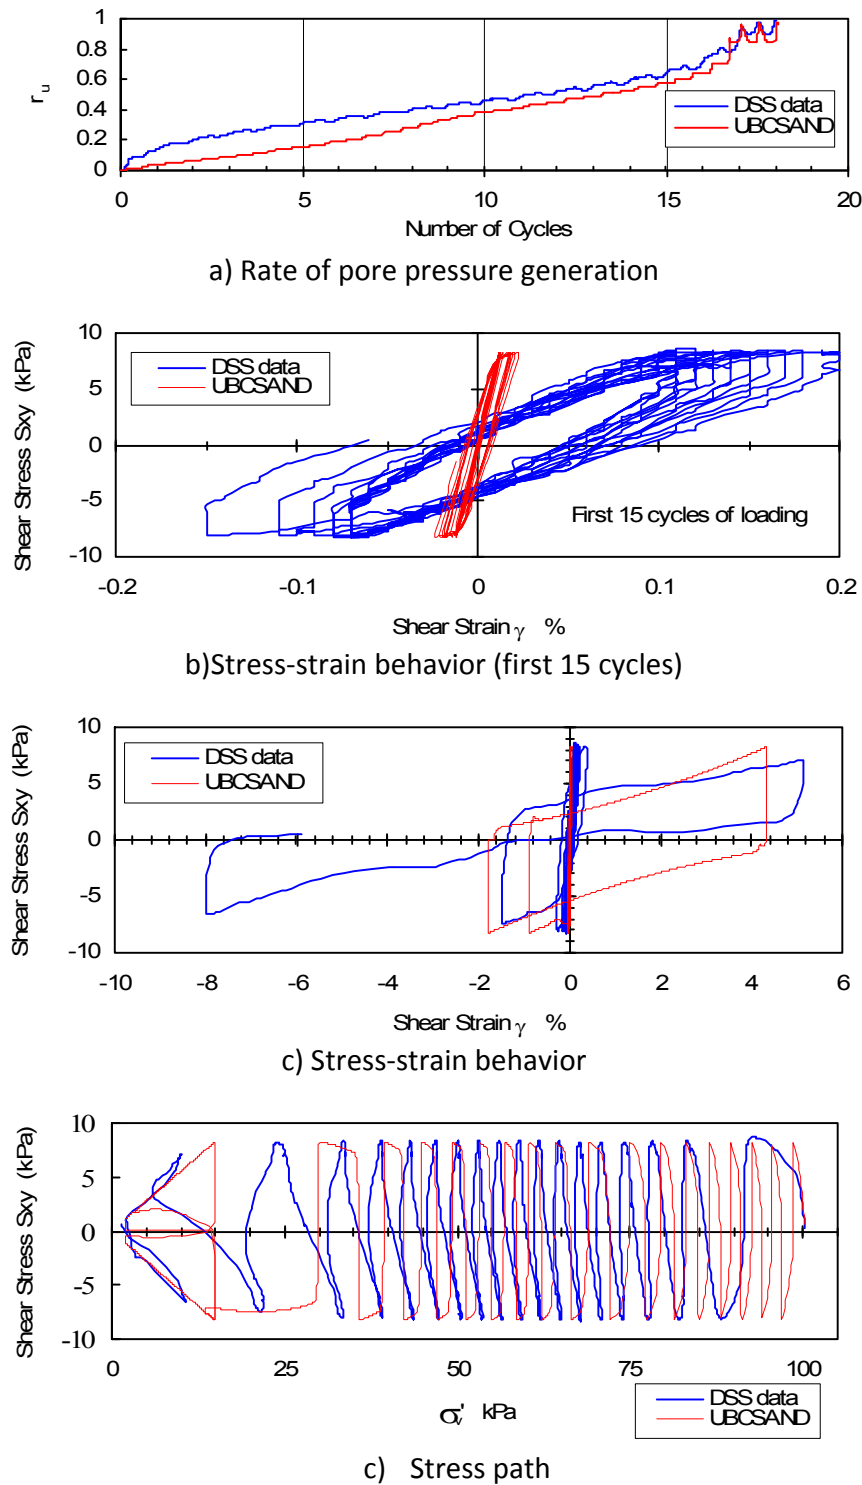 1
0.8
0.6
0.4
0.2
0
r u
DSS data
UBCSAND
0 5 10 15 20
Number of Cycles
a) Rate of pore pressure generation
10
5
0
-5
-10
Shear Stress Sxy (kPa)
DSS data
UBCSAND
First 15 cycles of loading
-0.2 -0.1 0 0.1 0.2
Shear Strain γ %
b)Stress-strain behavior (first 15 cycles)
10
5
0
-5
-10
Shear Stress Sxy (kPa)
DSS data
UBCSAND
-10 -8 -6 -4 -2 0 2 4 6
Shear Strain γ %
c) Stress-strain behavior
10
5
0
-5
-10
Shear Stress Sxy (kPa)
0 25 50 75 100
σv' kPa
DSS data
UBCSAND
c) Stress path